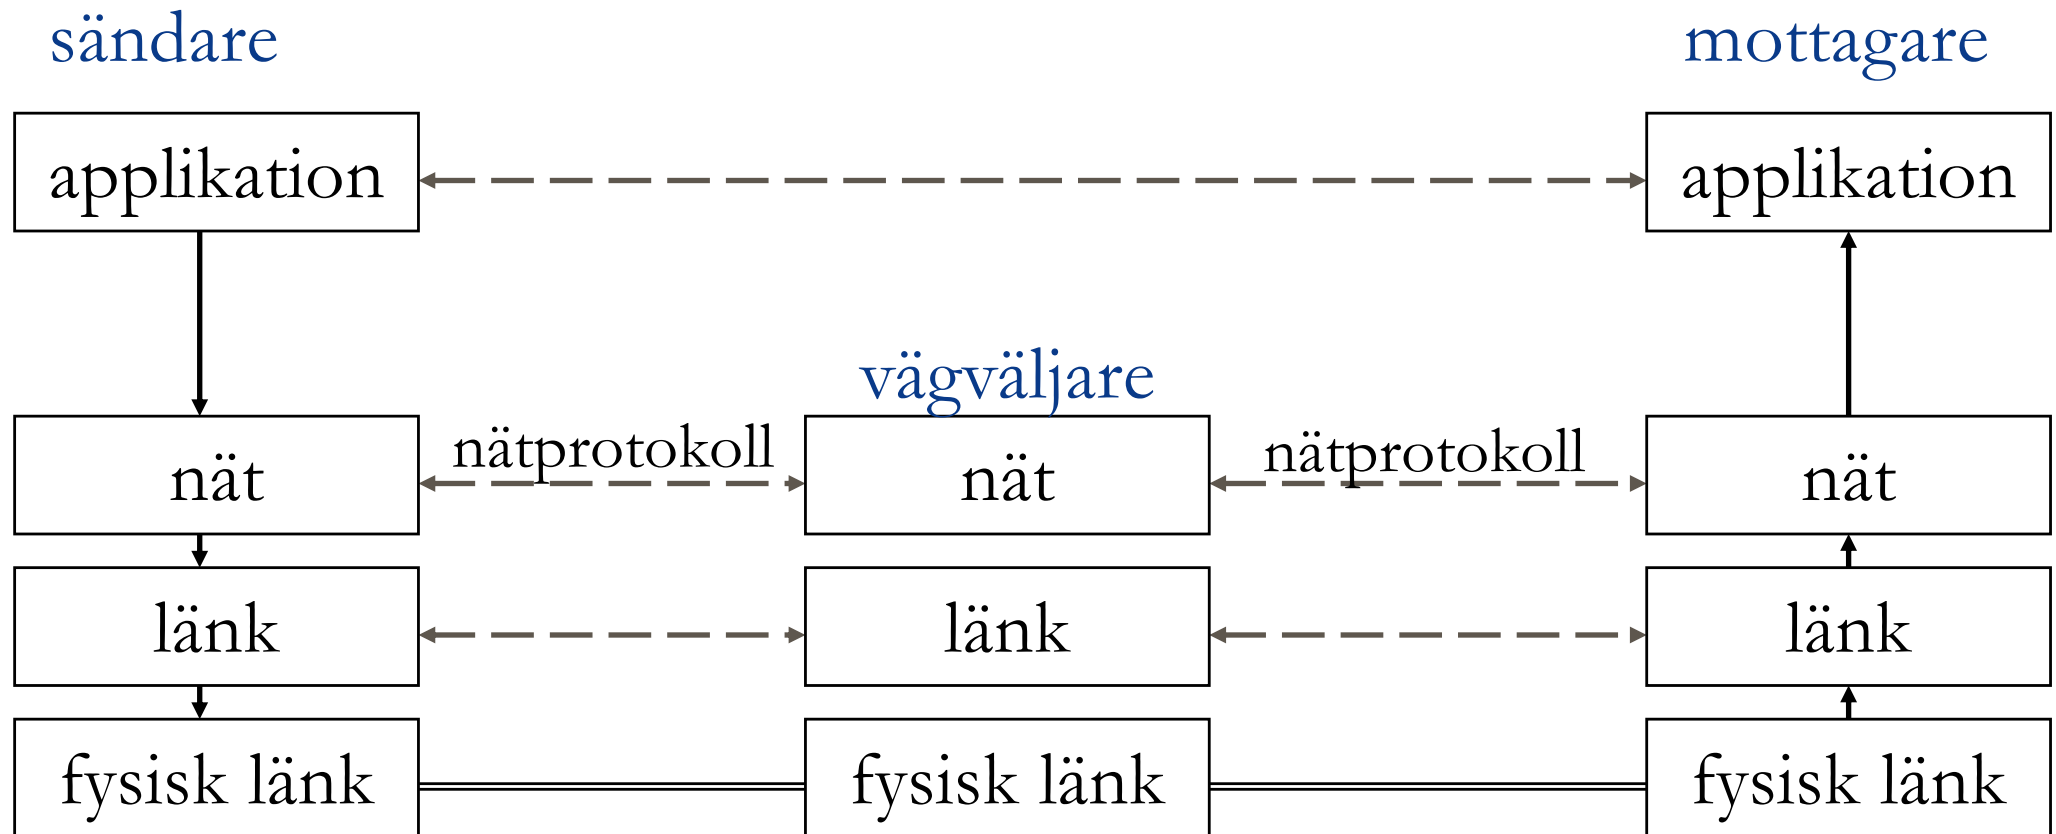 sändare
mottagare
applikation
applikation
vägväljare
nät
nätprotokoll
nät
nätprotokoll
nät
länk
länk
länk
fysisk länk
fysisk länk
fysisk länk